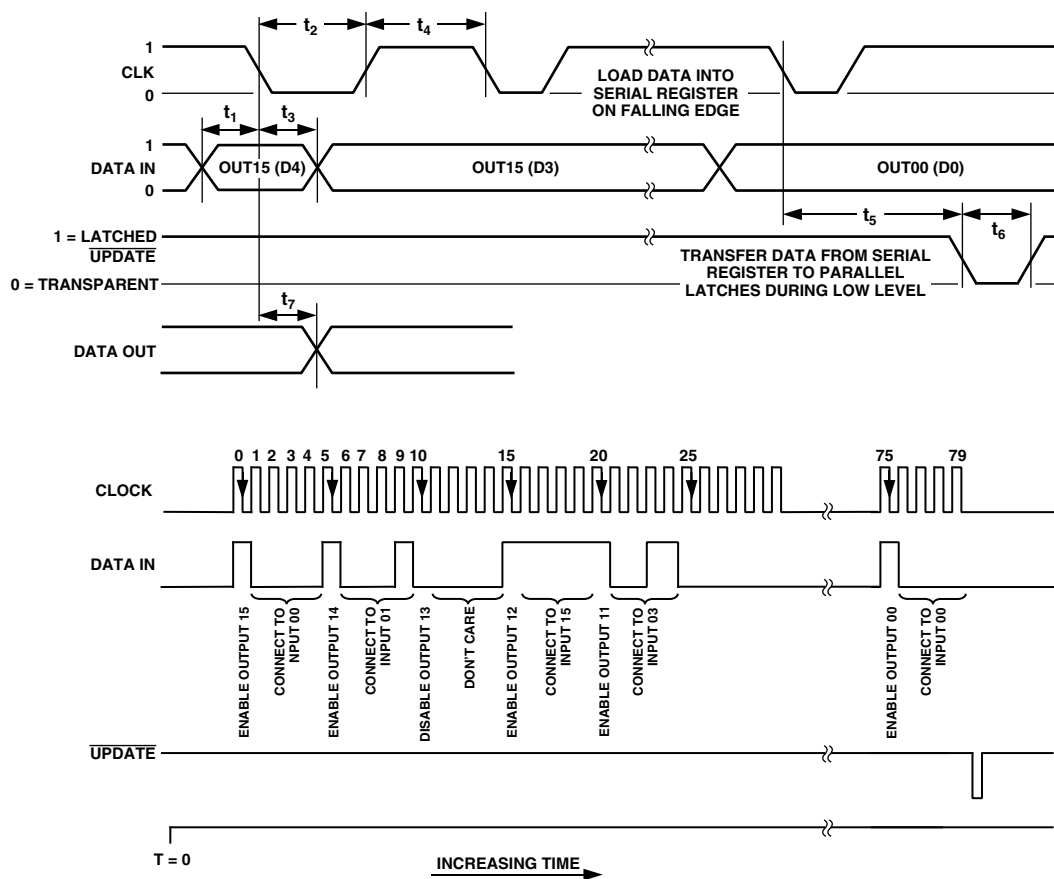 t2
t4
1
CLK
0
LOAD DATA INTO
SERIAL REGISTER
ON FALLING EDGE
t1
t3
1
DATA IN
0
OUT15 (D4)
OUT15 (D3)
OUT00 (D0)
t5
t6
1 = LATCHED
UPDATE
0 = TRANSPARENT
TRANSFER DATA FROM SERIAL
REGISTER TO PARALLEL
LATCHES DURING LOW LEVEL
t7
DATA OUT
0 1 2 3 4 5 6 7 8 9 10 15 20 25 75 79
CLOCK
DATA IN
ENABLE OUTPUT 15
CONNECT TO
NPUT 00
ENABLE OUTPUT 14
CONNECT TO
INPUT 01
DISABLE OUTPUT 13
DON'T CARE
ENABLE OUTPUT 12
CONNECT TO
INPUT 15
ENABLE OUTPUT 11
CONNECT TO
INPUT 03
ENABLE OUTPUT 00
CONNECT TO
INPUT 00
UPDATE
T = 0
INCREASING TIME